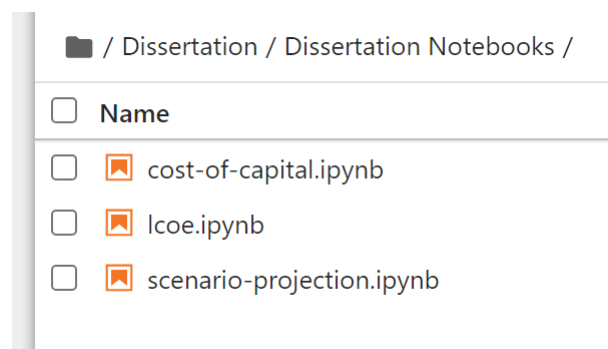 / Dissertation / Dissertation Notebooks /
Name
cost-of-capital.ipynb
lcoe.ipynb
scenario-projection.ipynb